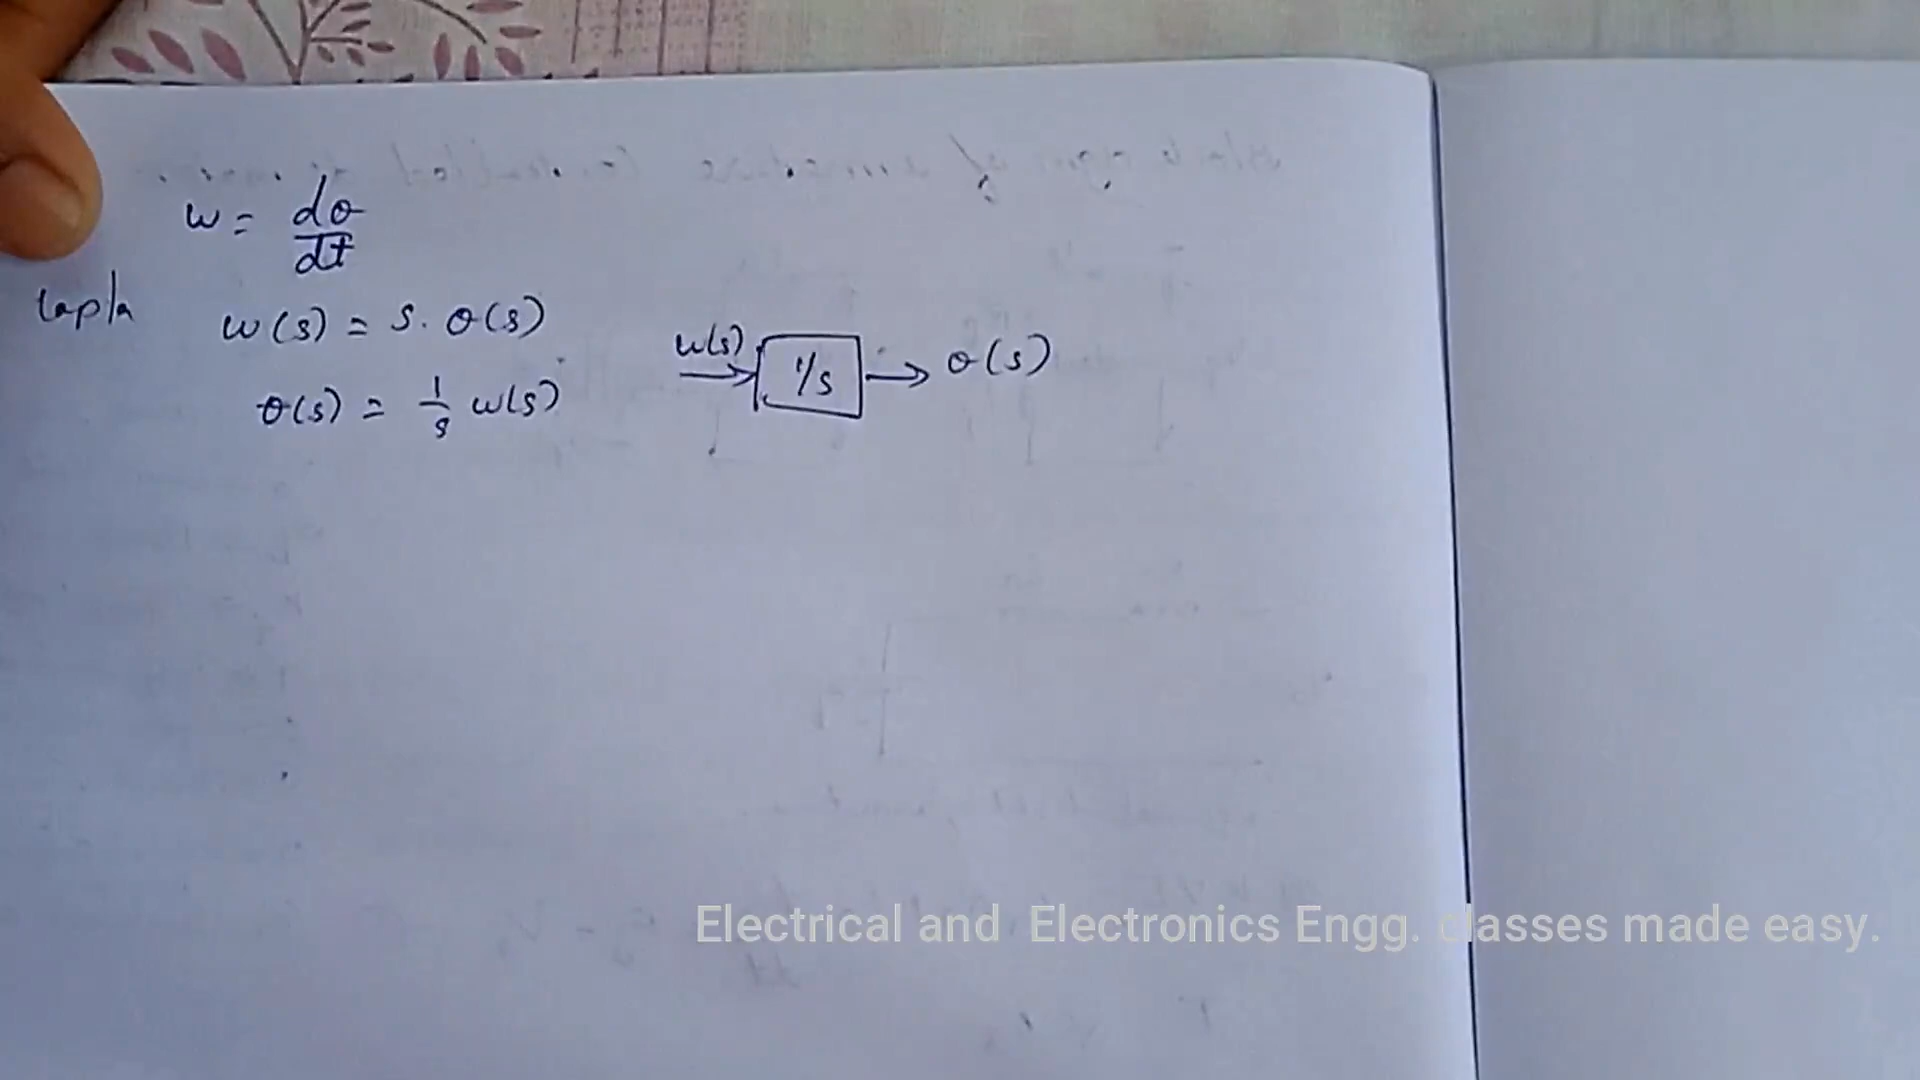 w = dθ/dt
Lapla
w(s) = s. θ(s)
θ(s) = 1/s w(s)
w(s) → 1/s → θ(s)
Electrical and Electronics Engg. classes made easy.